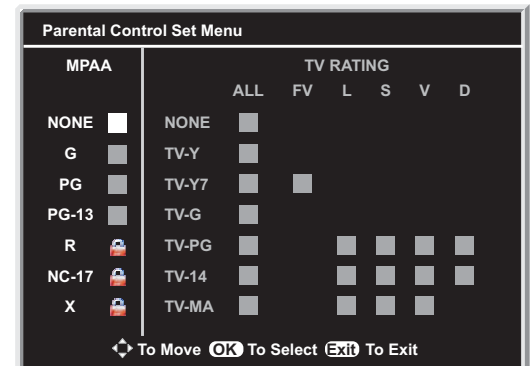 Parental Control Set Menu
MPAA TV RATING
ALL FV L S V D
NONE NONE
G TV-Y
PG TV-Y7
PG-13 TV-G
R TV-PG
NC-17 TV-14
X TV-MA
To Move OK To Select Exit To Exit